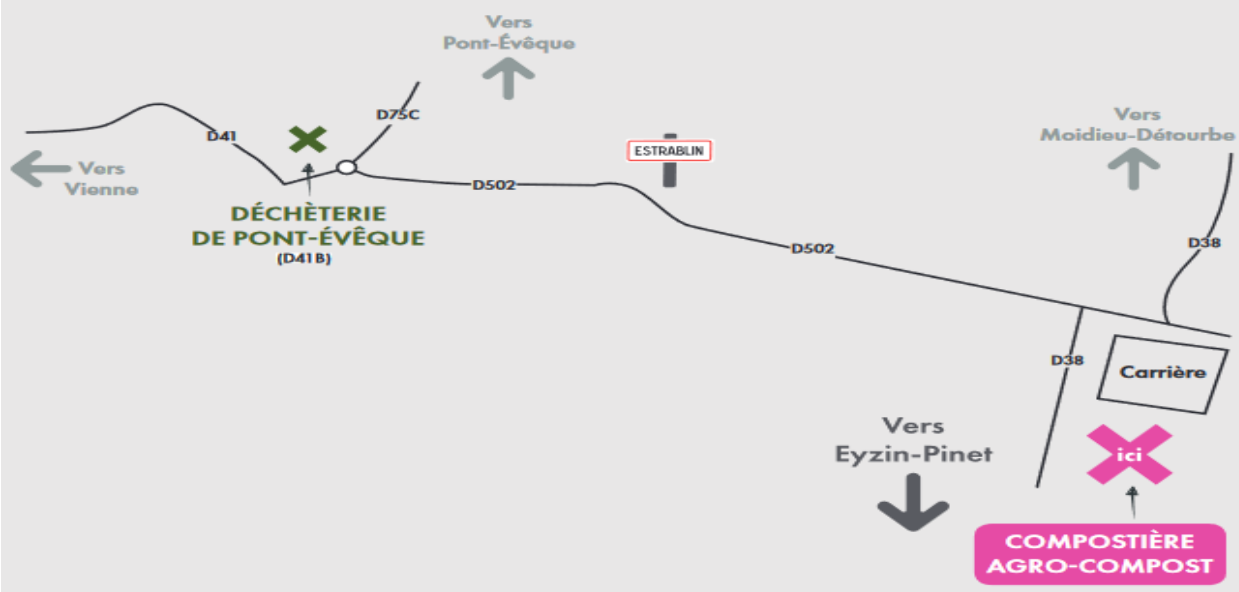 Vers
Pont-Évêque
D75C
D41
Vers
Vienne
ESTRABLIN
Vers
Moidieu-Détourbe
D502
DÉCHÈTERIE
DE PONT-ÉVÊQUE
(D41B)
D502
D38
D38
Carrière
Vers
Eyzin-Pinet
ici
COMPOSTIÈRE
AGRO-COMPOST